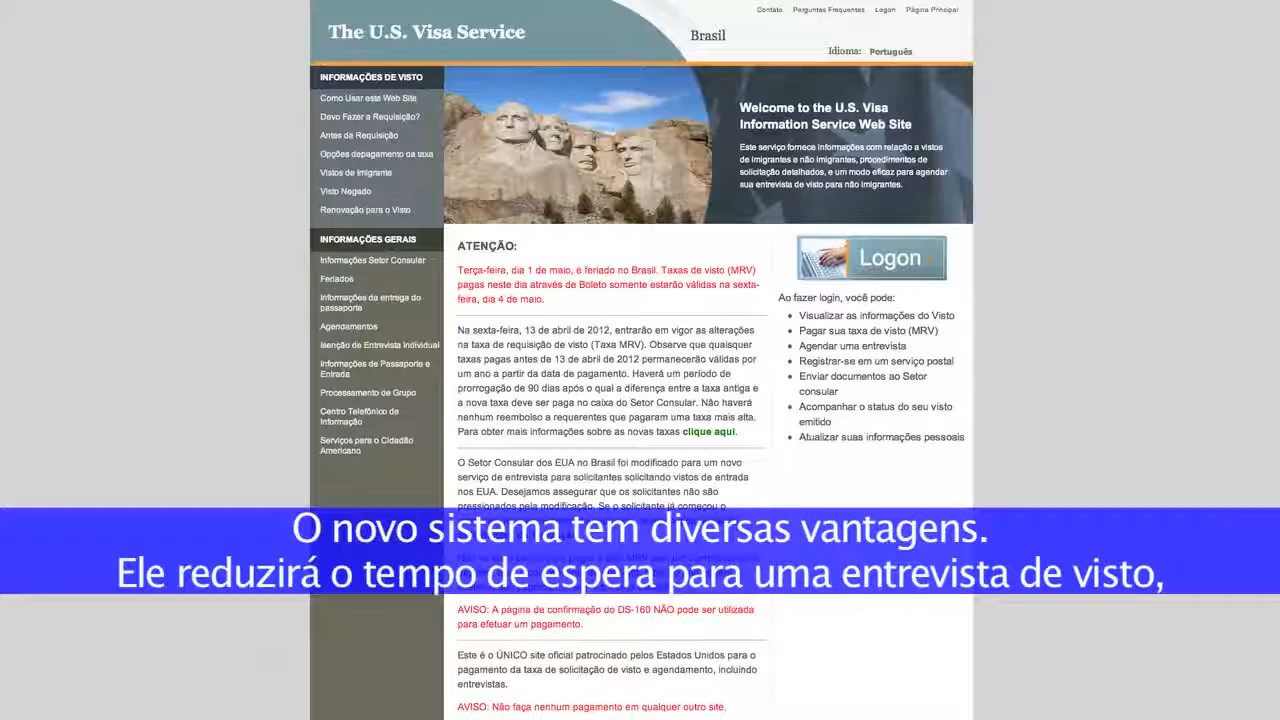 Contato Perguntas Frequentes Logon Página Principal
The U.S. Visa Service
Brasil
Idioma: Português
INFORMAÇÕES DE VISTO
Como Usar este Web Site
Devo Fazer a Requisição?
Antes da Requisição
Opções depagamento da taxa
Vistos de Imigrante
Visto Negado
Renovação para o Visto
INFORMAÇÕES GERAIS
Informações Setor Consular
Feriados
Informações da entrega do
passaporte
Agendamentos
Isenção de Entrevista Individual
Informações de Passaporte e
Entrada
Processamento de Grupo
Centro Telefônico de
Informação
Serviços para o Cidadão
Americano
Welcome to the U.S. Visa
Information Service Web Site
Este serviço fornece informações com relação a vistos
de imigrantes e não imigrantes, procedimentos de
solicitação detalhados, e um modo eficaz para agendar
sua entrevista de visto para não imigrantes.
ATENÇÃO:
Terça-feira, dia 1 de maio, é feriado no Brasil. Taxas de visto (MRV)
pagas neste dia através de Boleto somente estarão válidas na sexta-
feira, dia 4 de maio.
Na sexta-feira, 13 de abril de 2012, entrarão em vigor as alterações
na taxa de requisição de visto (Taxa MRV). Observe que quaisquer
taxas pagas antes de 13 de abril de 2012 permanecerão válidas por
um ano a partir da data de pagamento. Haverá um período de
prorrogação de 90 dias após o qual a diferença entre a taxa antiga e
a nova taxa deve ser paga no caixa do Setor Consular. Não haverá
nenhum reembolso a requerentes que pagaram uma taxa mais alta.
Para obter mais informações sobre as novas taxas clique aqui.
O Setor Consular dos EUA no Brasil foi modificado para um novo
serviço de entrevista para solicitantes solicitando vistos de entrada
nos EUA. Desejamos assegurar que os solicitantes não são
pressionados pela modificação. Se o solicitante já começou o
AVISO: A página de confirmação do DS-160 NÃO pode ser utilizada
para efetuar um pagamento.
Este é o ÚNICO site oficial patrocinado pelos Estados Unidos para o
pagamento da taxa de solicitação de visto e agendamento, incluindo
entrevistas.
AVISO: Não faça nenhum pagamento em qualquer outro site.
Logon
Ao fazer login, você pode:
Visualizar as informações do Visto
Pagar sua taxa de visto (MRV)
Agendar uma entrevista
Registrar-se em um serviço postal
Enviar documentos ao Setor
consular
Acompanhar o status do seu visto
emitido
Atualizar suas informações pessoais
O novo sistema tem diversas vantagens.
Ele reduzirá o tempo de espera para uma entrevista de visto,